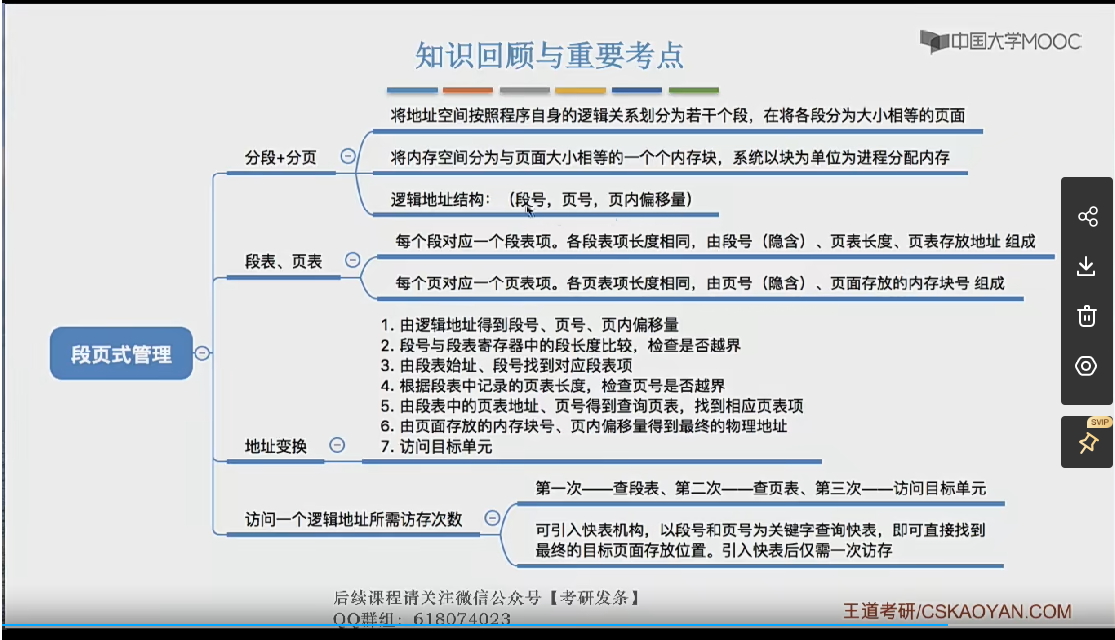 中国大学MOOC
知识回顾与重要考点
将地址空间按照程序自身的逻辑关系划分为若干个段，在将各段分为大小相等的页面
分段+分页
将内存空间分为与页面大小相等的一个个内存块，系统以块为单位为进程分配内存
逻辑地址结构：（段号，页号，页内偏移量）
每个段对应一个段表项。各段表项长度相同，由段号（隐含）、页表长度、页表存放地址 组成
段表、页表
每个页对应一个页表项。各页表项长度相同，由页号（隐含）、页面存放的内存块号 组成
段页式管理
1. 由逻辑地址得到段号、页号、页内偏移量
2. 段号与段表寄存器中的段长度比较，检查是否越界
3. 由段表始址、段号找到对应段表项
4. 根据段表中记录的页表长度，检查页号是否越界
5. 由段表中的页表地址、页号得到查询页表，找到相应页表项
6. 由页面存放的内存块号、页内偏移量得到最终的物理地址
7. 访问目标单元
地址变换
第一次——查段表、第二次——查页表、第三次——访问目标单元
访问一个逻辑地址所需访存次数
可引入快表机构，以段号和页号为关键字查询快表，即可直接找到
最终的目标页面存放位置。引入快表后仅需一次访存
后续课程请关注微信公众号【考研发条】
QQ群组：618074023
王道考研/CSKAOYAN.COM
SVIP